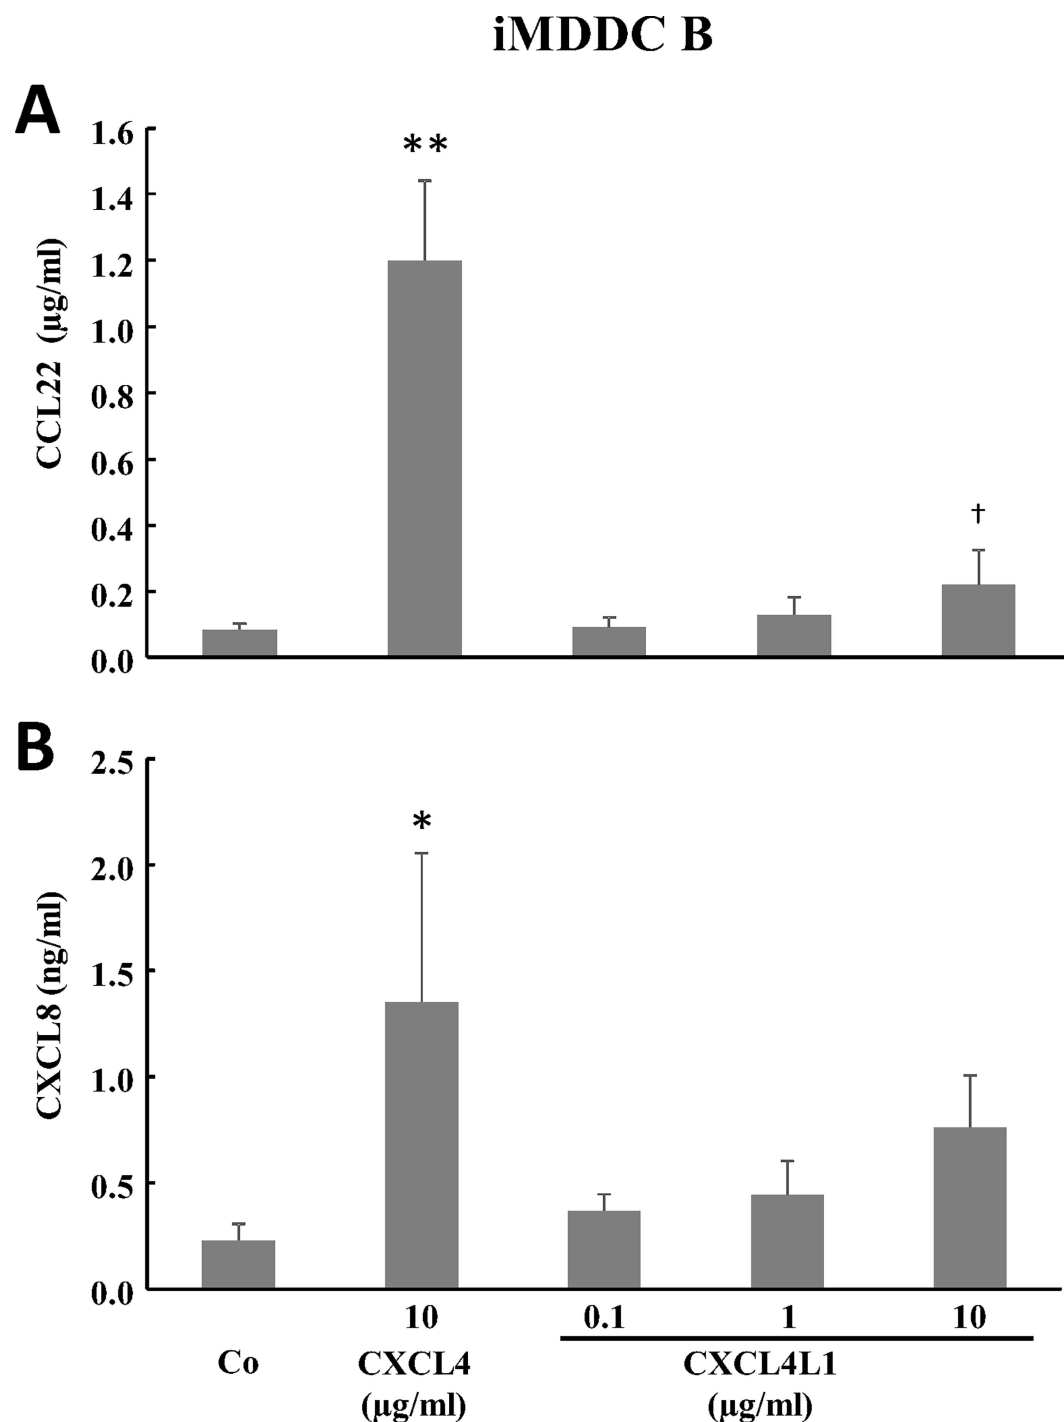 iMDDC B
A
CCL22 (µg/ml)
1.6
1.4
1.2
1.0
0.8
0.6
0.4
0.2
0.0
**
†
B
CXCL8 (ng/ml)
2.5
2.0
1.5
1.0
0.5
0.0
*
10 0.1 1 10
Co CXCL4 CXCL4L1
(µg/ml) (µg/ml)